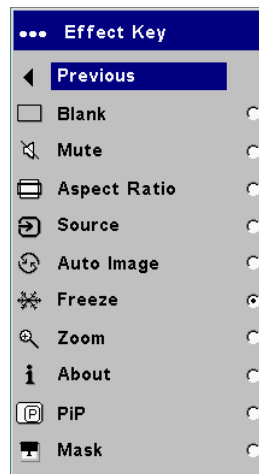 Effect Key
Previous
Blank
Mute
Aspect Ratio
Source
Auto Image
Freeze
Zoom
About
PiP
Mask